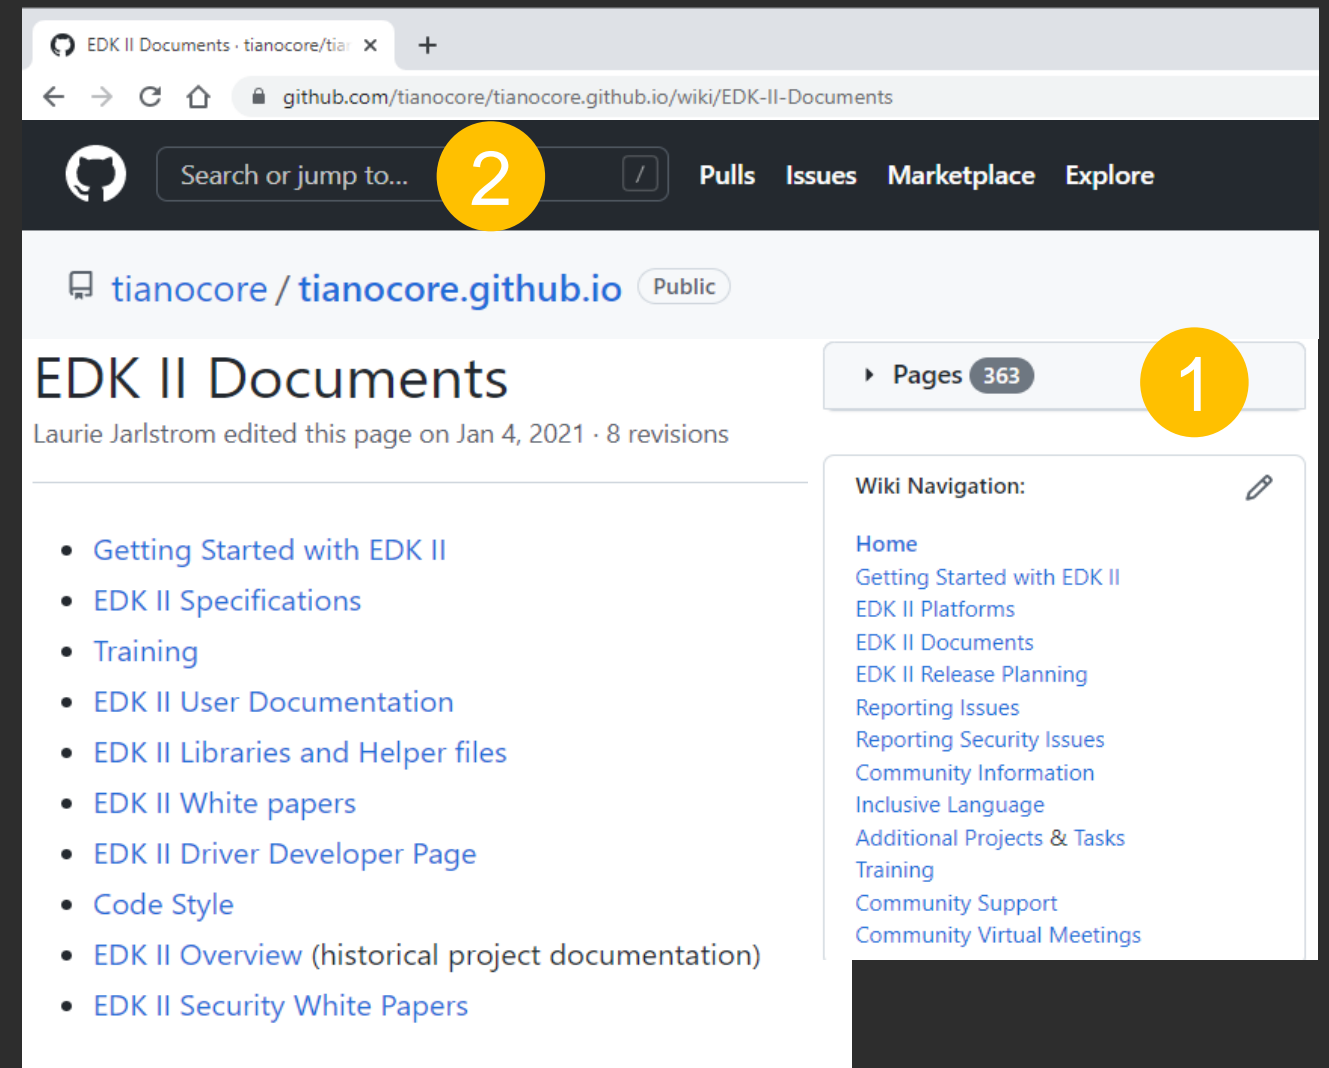 EDK II Documents · tianocore/tia
github.com/tianocore/tianocore.github.io/wiki/EDK-II-Documents
Search or jump to... 2 / Pulls Issues Marketplace Explore
tianocore / tianocore.github.io Public
EDK II Documents
Laurie Jarlstrom edited this page on Jan 4, 2021 · 8 revisions
Getting Started with EDK II
EDK II Specifications
Training
EDK II User Documentation
EDK II Libraries and Helper files
EDK II White papers
EDK II Driver Developer Page
Code Style
EDK II Overview (historical project documentation)
EDK II Security White Papers
Pages 363 1
Wiki Navigation:
Home
Getting Started with EDK II
EDK II Platforms
EDK II Documents
EDK II Release Planning
Reporting Issues
Reporting Security Issues
Community Information
Inclusive Language
Additional Projects & Tasks
Training
Community Support
Community Virtual Meetings